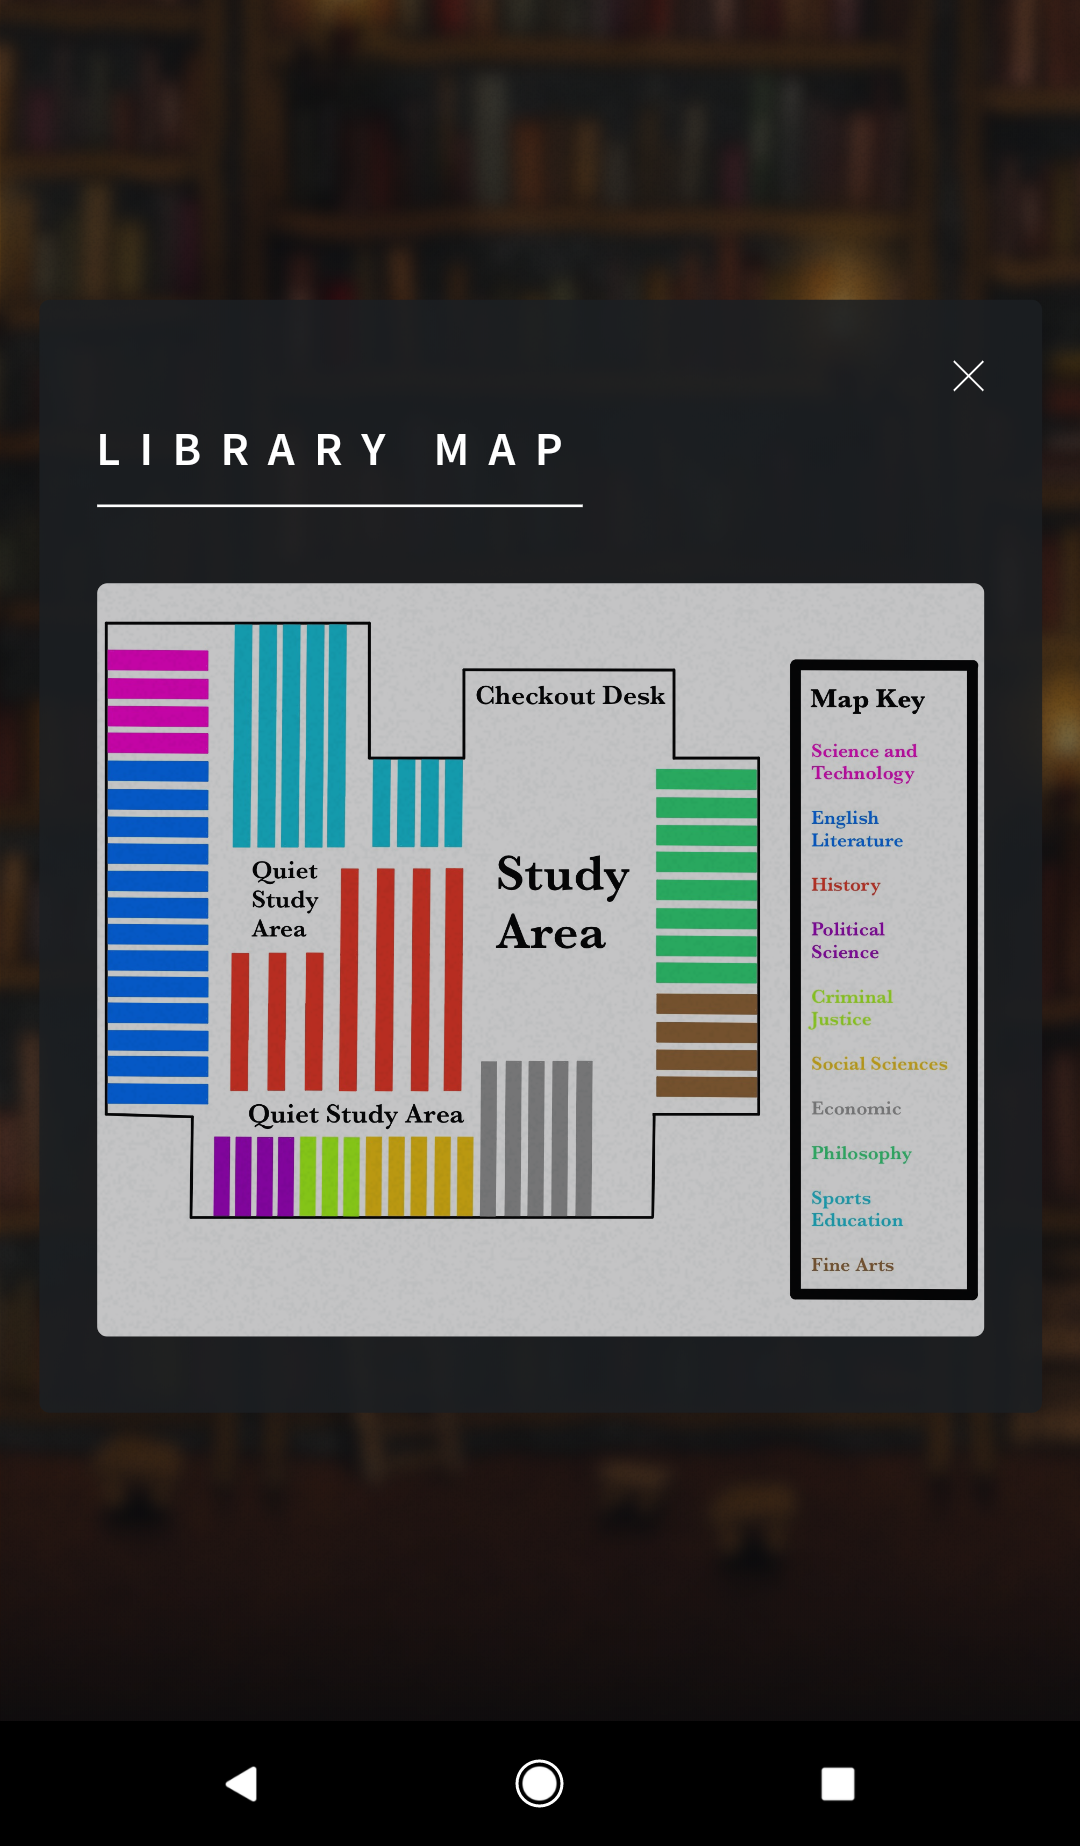 LIBRARY MAP
Checkout Desk
Quiet
Study
Area
Study
Area
Quiet Study Area
Map Key
Science and
Technology
English
Literature
History
Political
Science
Criminal
Justice
Social Sciences
Economic
Philosophy
Sports
Education
Fine Arts